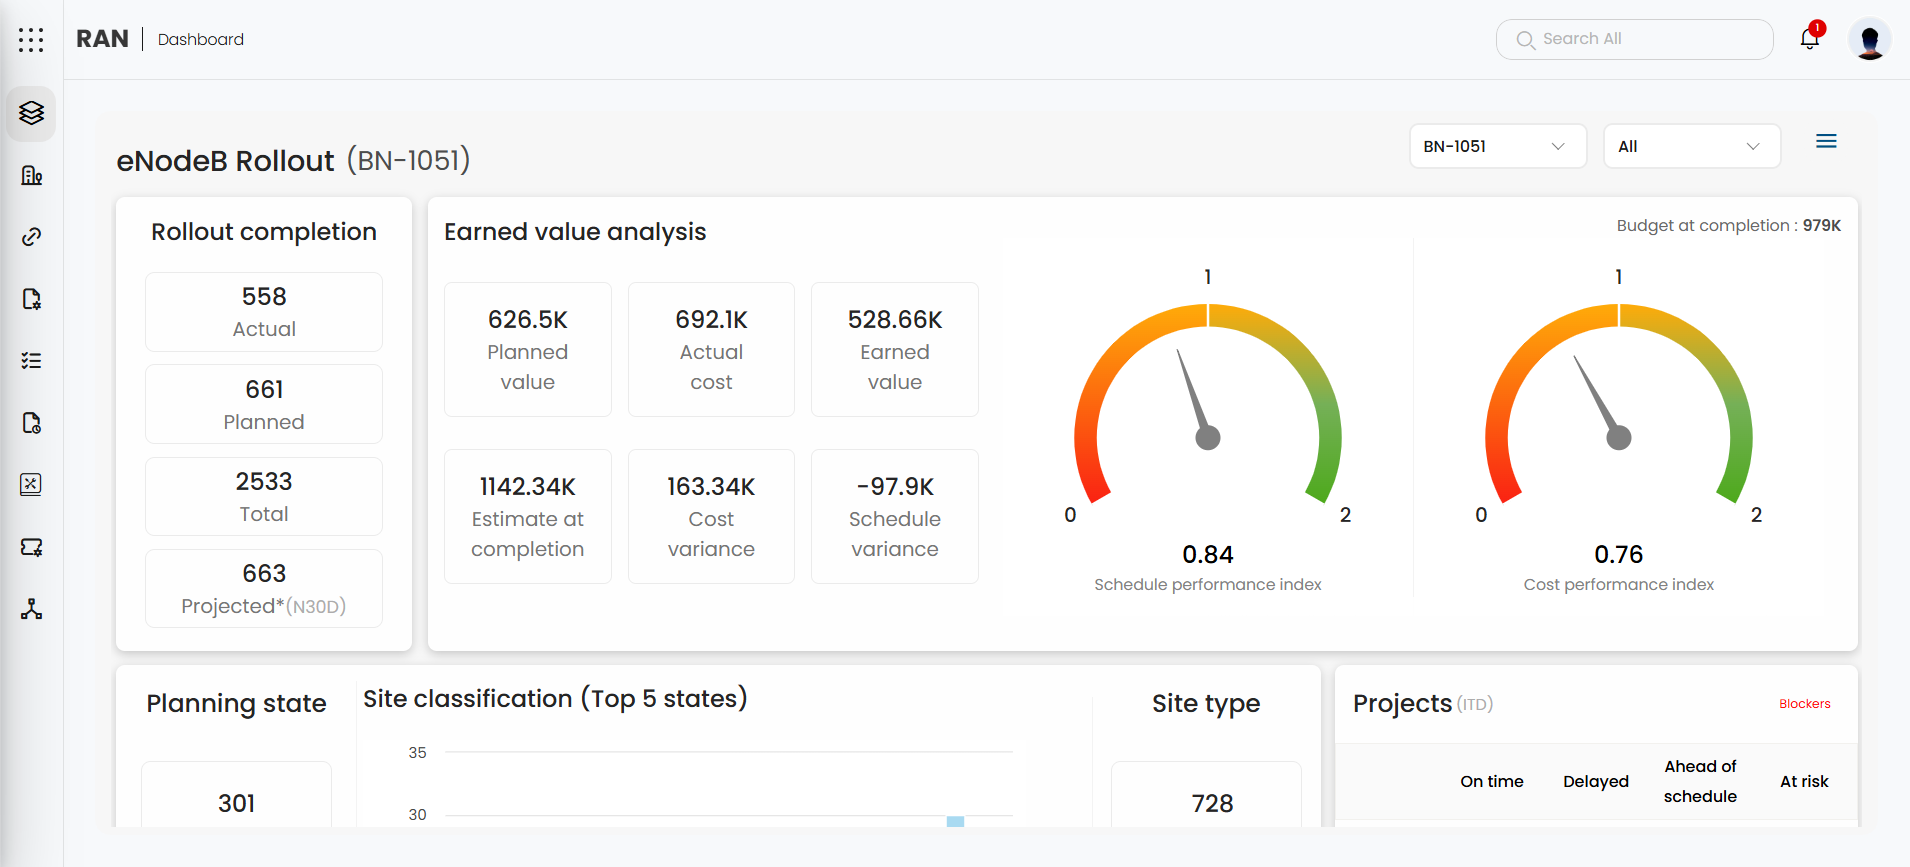 RAN
Dashboard
Search All
1
eNodeB Rollout (BN-1051)
BN-1051
All
Rollout completion
558
Actual
661
Planned
2533
Total
663
Projected*(N30D)
Earned value analysis
Budget at completion : 979K
626.5K
Planned
value
692.1K
Actual
cost
528.66K
Earned
value
1142.34K
Estimate at
completion
163.34K
Cost
variance
-97.9K
Schedule
variance
1
0
2
0.84
Schedule performance index
1
0
2
0.76
Cost performance index
Planning state
301
Site classification (Top 5 states)
35
30
Site type
728
Projects (ITD)
Blockers
On time
Delayed
Ahead of
schedule
At risk